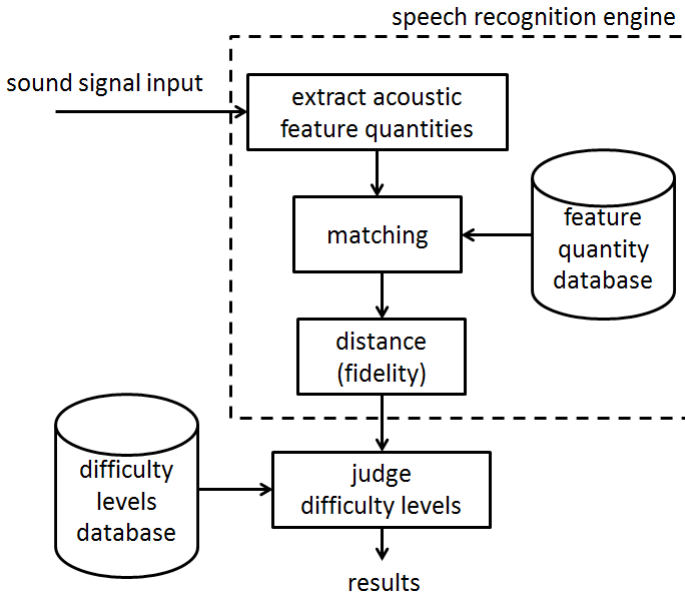 speech recognition engine
sound signal input
extract acoustic
feature quantities
matching
feature
quantity
database
distance
(fidelity)
difficulty
levels
database
judge
difficulty levels
results